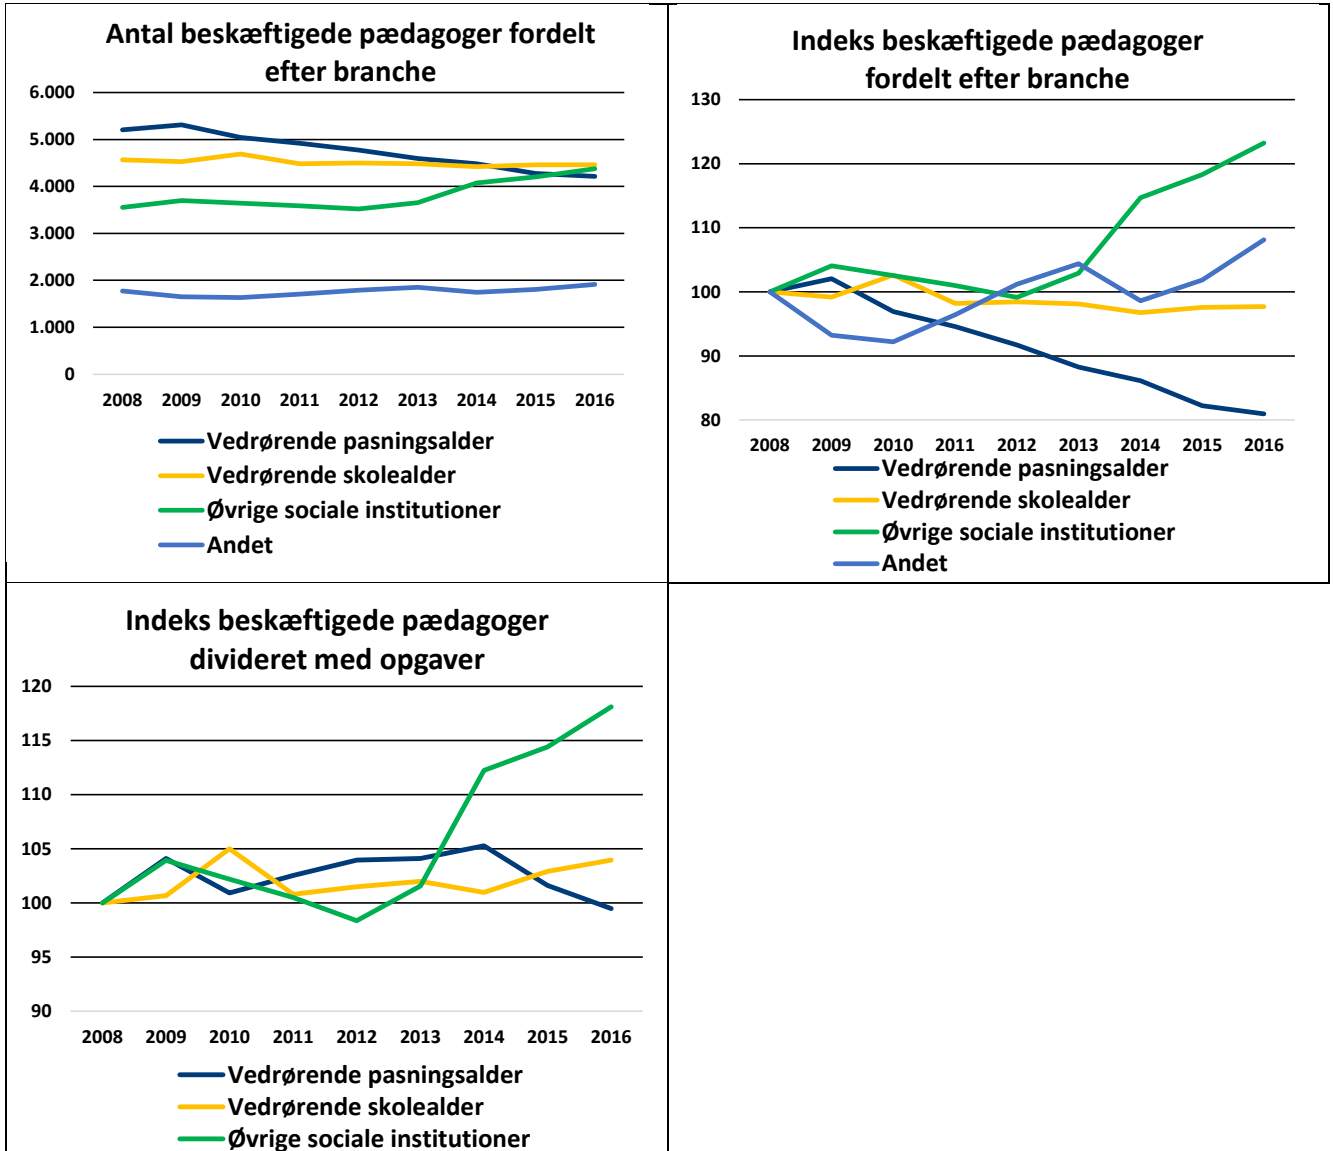 Antal beskæftigede pædagoger fordelt
efter branche
6.000
5.000
4.000
3.000
2.000
1.000
0
2008 2009 2010 2011 2012 2013 2014 2015 2016
Vedrørende pasningsalder
Vedrørende skolealder
Øvrige sociale institutioner
Andet
Indeks beskæftigede pædagoger
fordelt efter branche
130
120
110
100
90
80
2008 2009 2010 2011 2012 2013 2014 2015 2016
Vedrørende pasningsalder
Vedrørende skolealder
Øvrige sociale institutioner
Andet
Indeks beskæftigede pædagoger
divideret med opgaver
120
115
110
105
100
95
90
2008 2009 2010 2011 2012 2013 2014 2015 2016
Vedrørende pasningsalder
Vedrørende skolealder
Øvrige sociale institutioner